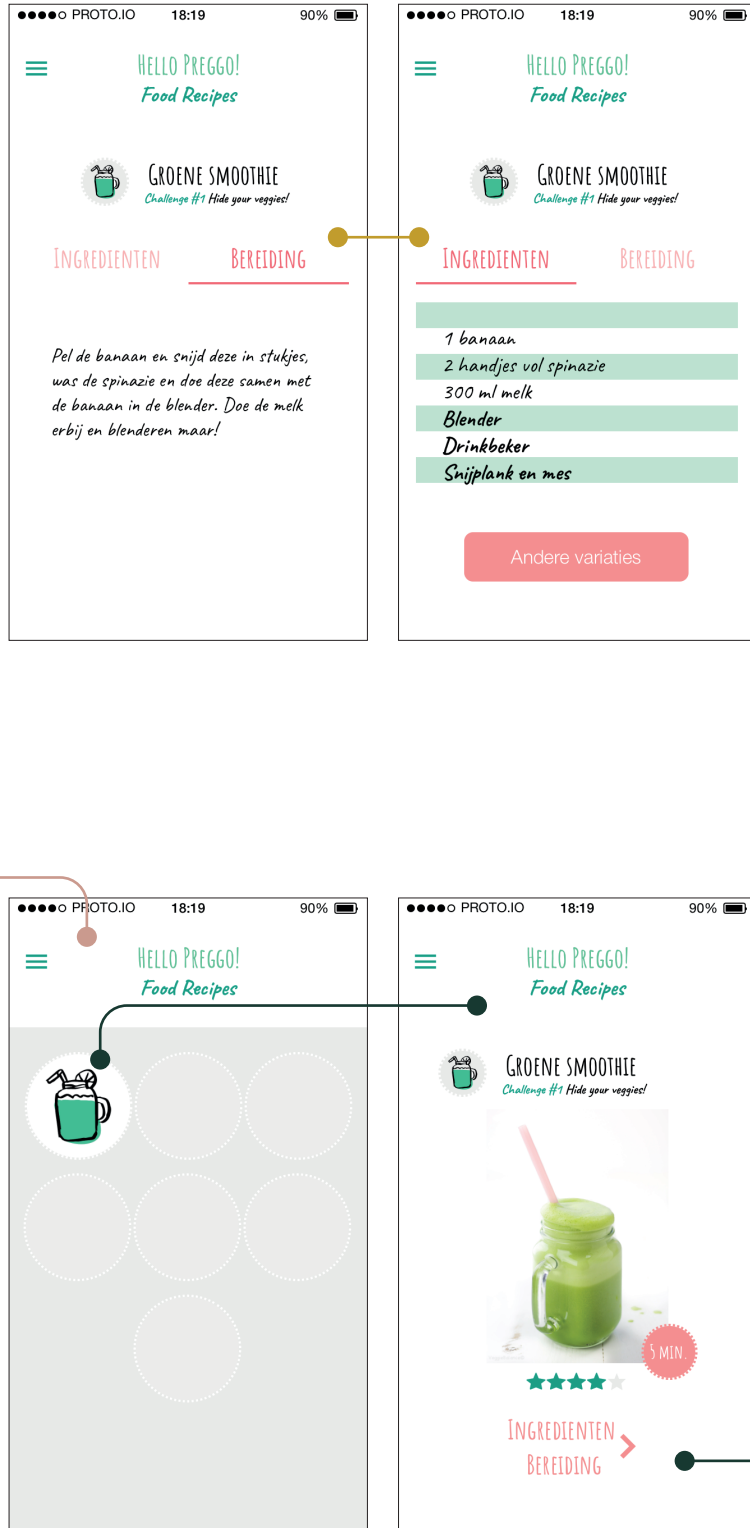 PROTO.IO 18:19 90%
Hello Preggo!
Food Recipes
Groene smoothie
Challenge #1 Hide your veggies!
Ingredienten Bereiding
Pel de banaan en snijd deze in stukjes,
was de spinazie en doe deze samen met
de banaan in de blender. Doe de melk
erbij en blenderen maar!
PROTO.IO 18:19 90%
Hello Preggo!
Food Recipes
Groene smoothie
Challenge #1 Hide your veggies!
Ingredienten Bereiding
1 banaan
2 handjes vol spinazie
300 ml melk
Blender
Drinkbeker
Snijplank en mes
Andere variaties
PROTO.IO 18:19 90%
Hello Preggo!
Food Recipes
PROTO.IO 18:19 90%
Hello Preggo!
Food Recipes
Groene smoothie
Challenge #1 Hide your veggies!
5 min.
Ingredienten
Bereiding